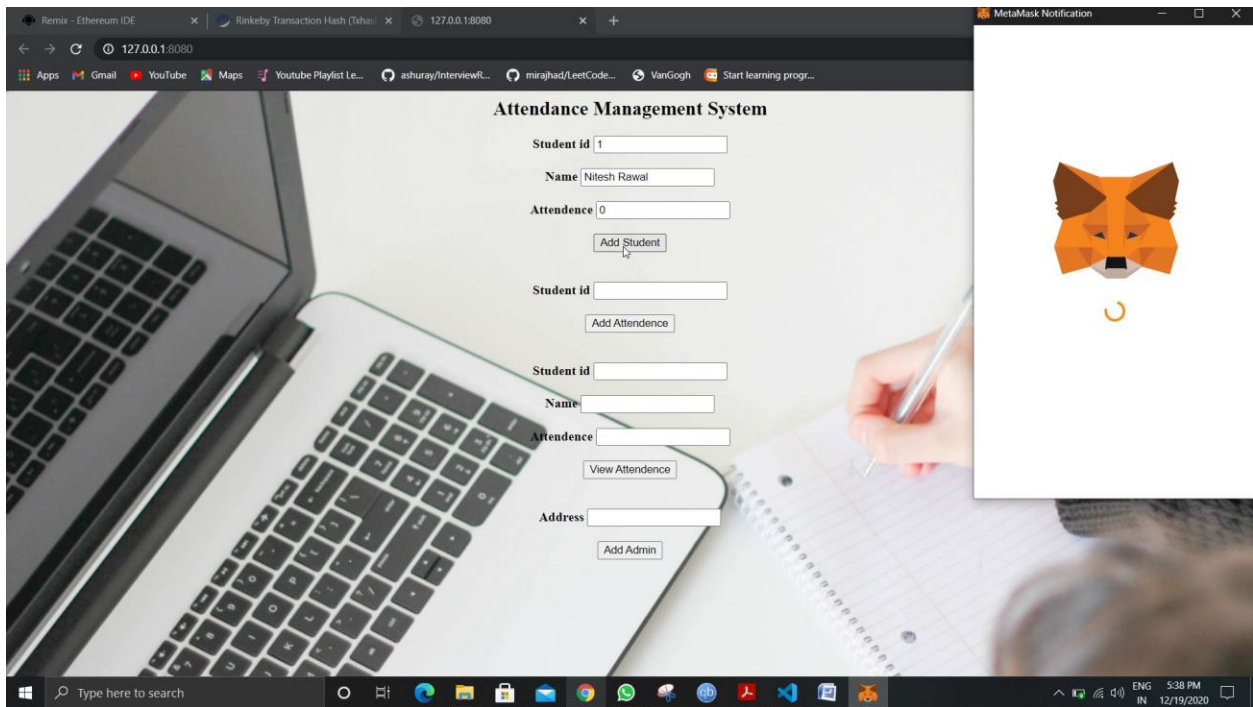 Remix - Ethereum IDE
Rinkeby Transaction Hash (Txhas
127.0.0.1:8080
MetaMask Notification
127.0.0.1:8080
Apps
Gmail
YouTube
Maps
Youtube Playlist Le...
ashuray/InterviewR...
mirajhad/LeetCode...
VanGogh
Start learning progr...
Attendance Management System
Student id 1
Name Nitesh Rawal
Attendence 0
Add Student
Student id
Add Attendence
Student id
Name
Attendence
View Attendence
Address
Add Admin
Type here to search
ENG
IN
5:38 PM
12/19/2020